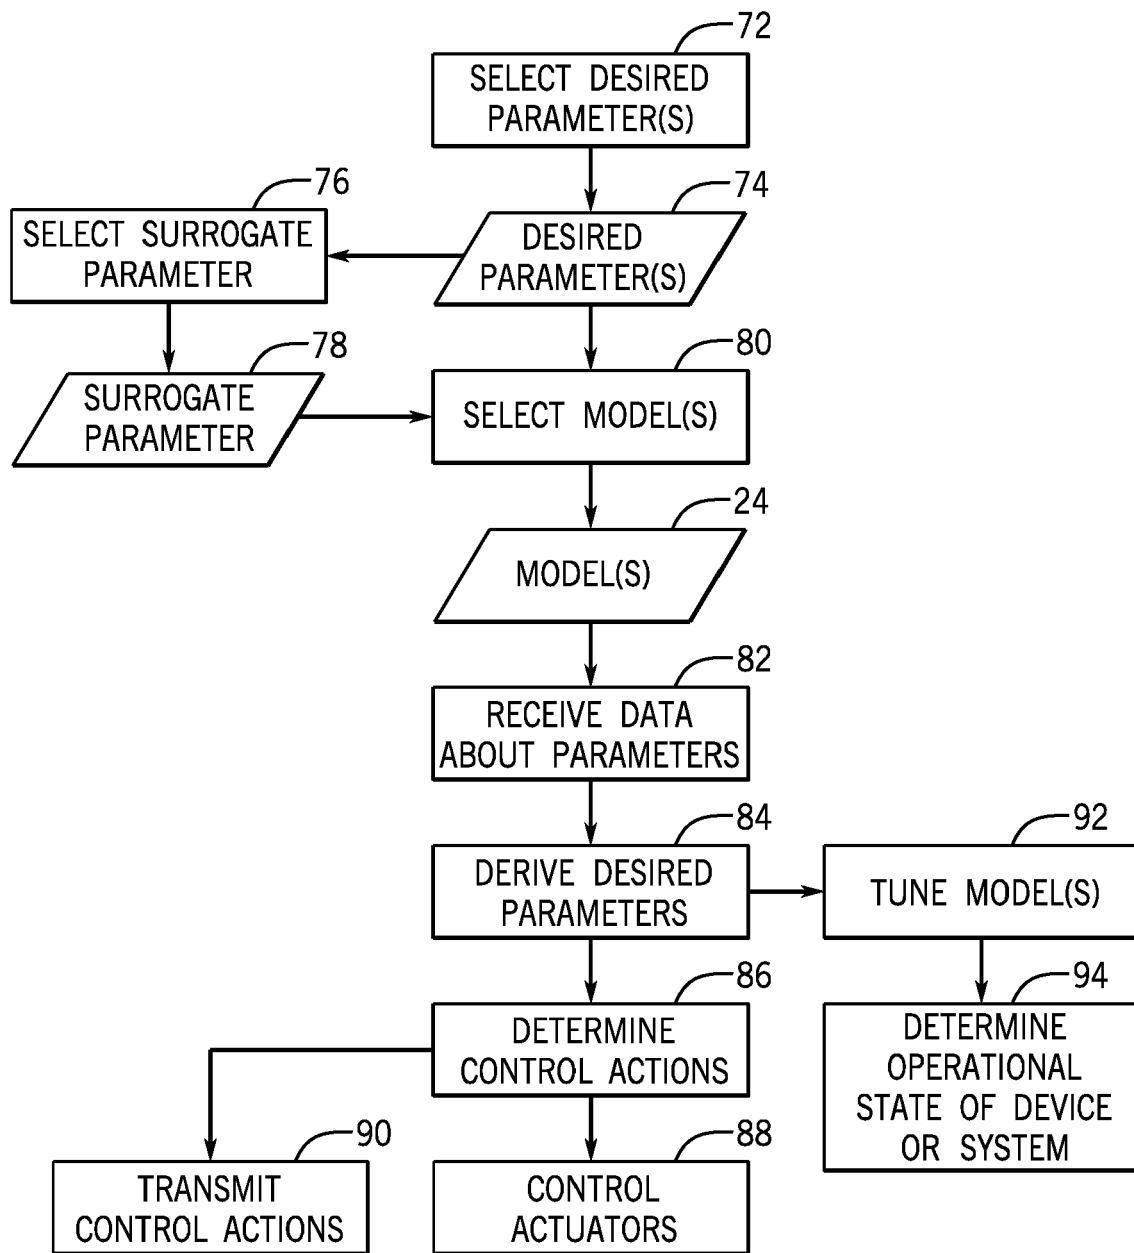 72
SELECT DESIRED
PARAMETER(S)
76
SELECT SURROGATE
PARAMETER
74
DESIRED
PARAMETER(S)
78
SURROGATE
PARAMETER
80
SELECT MODEL(S)
24
MODEL(S)
82
RECEIVE DATA
ABOUT PARAMETERS
84
DERIVE DESIRED
PARAMETERS
92
TUNE MODEL(S)
86
DETERMINE
CONTROL ACTIONS
94
DETERMINE
OPERATIONAL
STATE OF DEVICE
OR SYSTEM
90
TRANSMIT
CONTROL ACTIONS
88
CONTROL
ACTUATORS